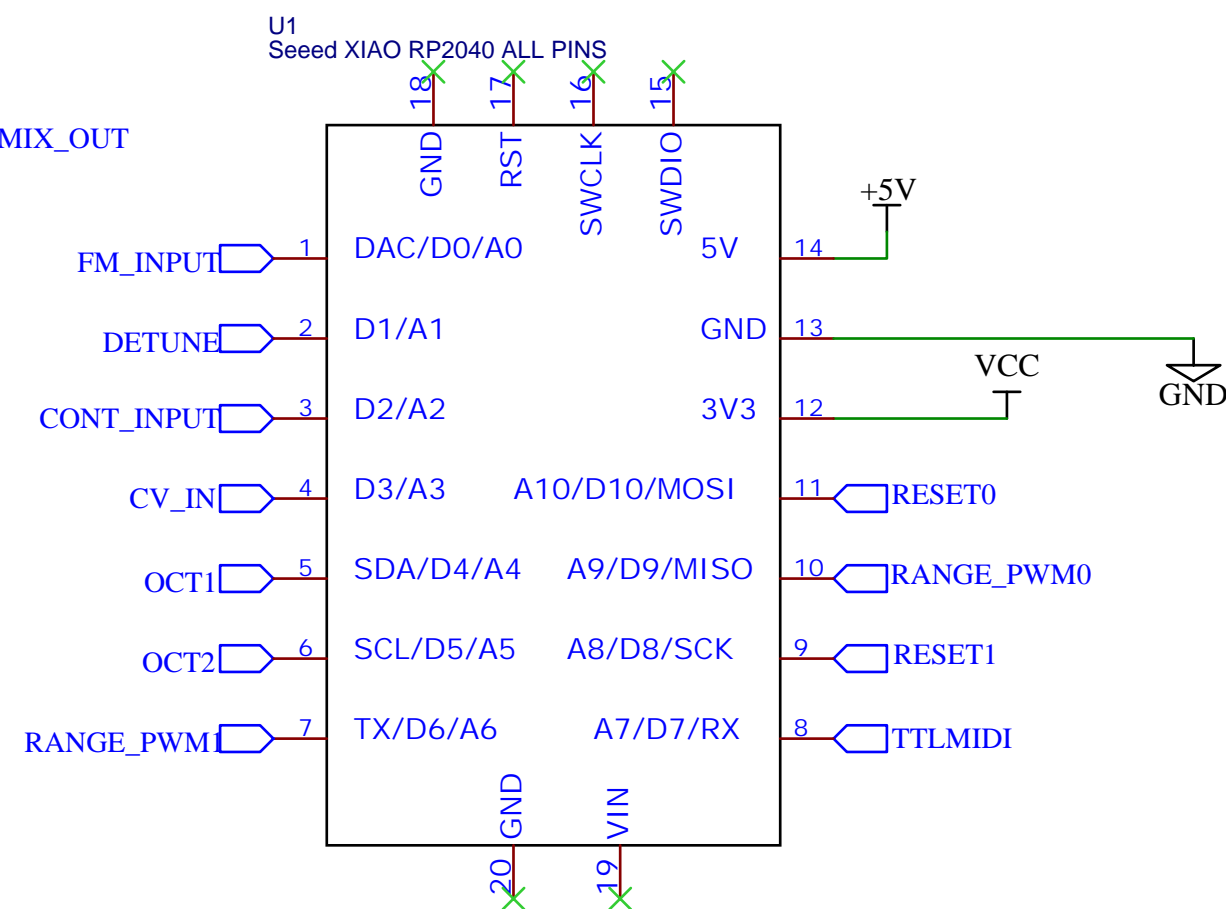 U1
Seeed XIAO RP2040 ALL PINS
18
17
16
15
GND
RST
SWCLK
SWDIO
MIX_OUT
+5V
FM_INPUT 1 DAC/D0/A0 5V 14
DETUNE 2 D1/A1 GND 13
VCC
GND
CONT_INPUT 3 D2/A2 3V3 12
CV_IN 4 D3/A3 A10/D10/MOSI 11 RESET0
OCT1 5 SDA/D4/A4 A9/D9/MISO 10 RANGE_PWM0
OCT2 6 SCL/D5/A5 A8/D8/SCK 9 RESET1
RANGE_PWM1 7 TX/D6/A6 A7/D7/RX 8 TTLMIDI
GND
VIN
20
19